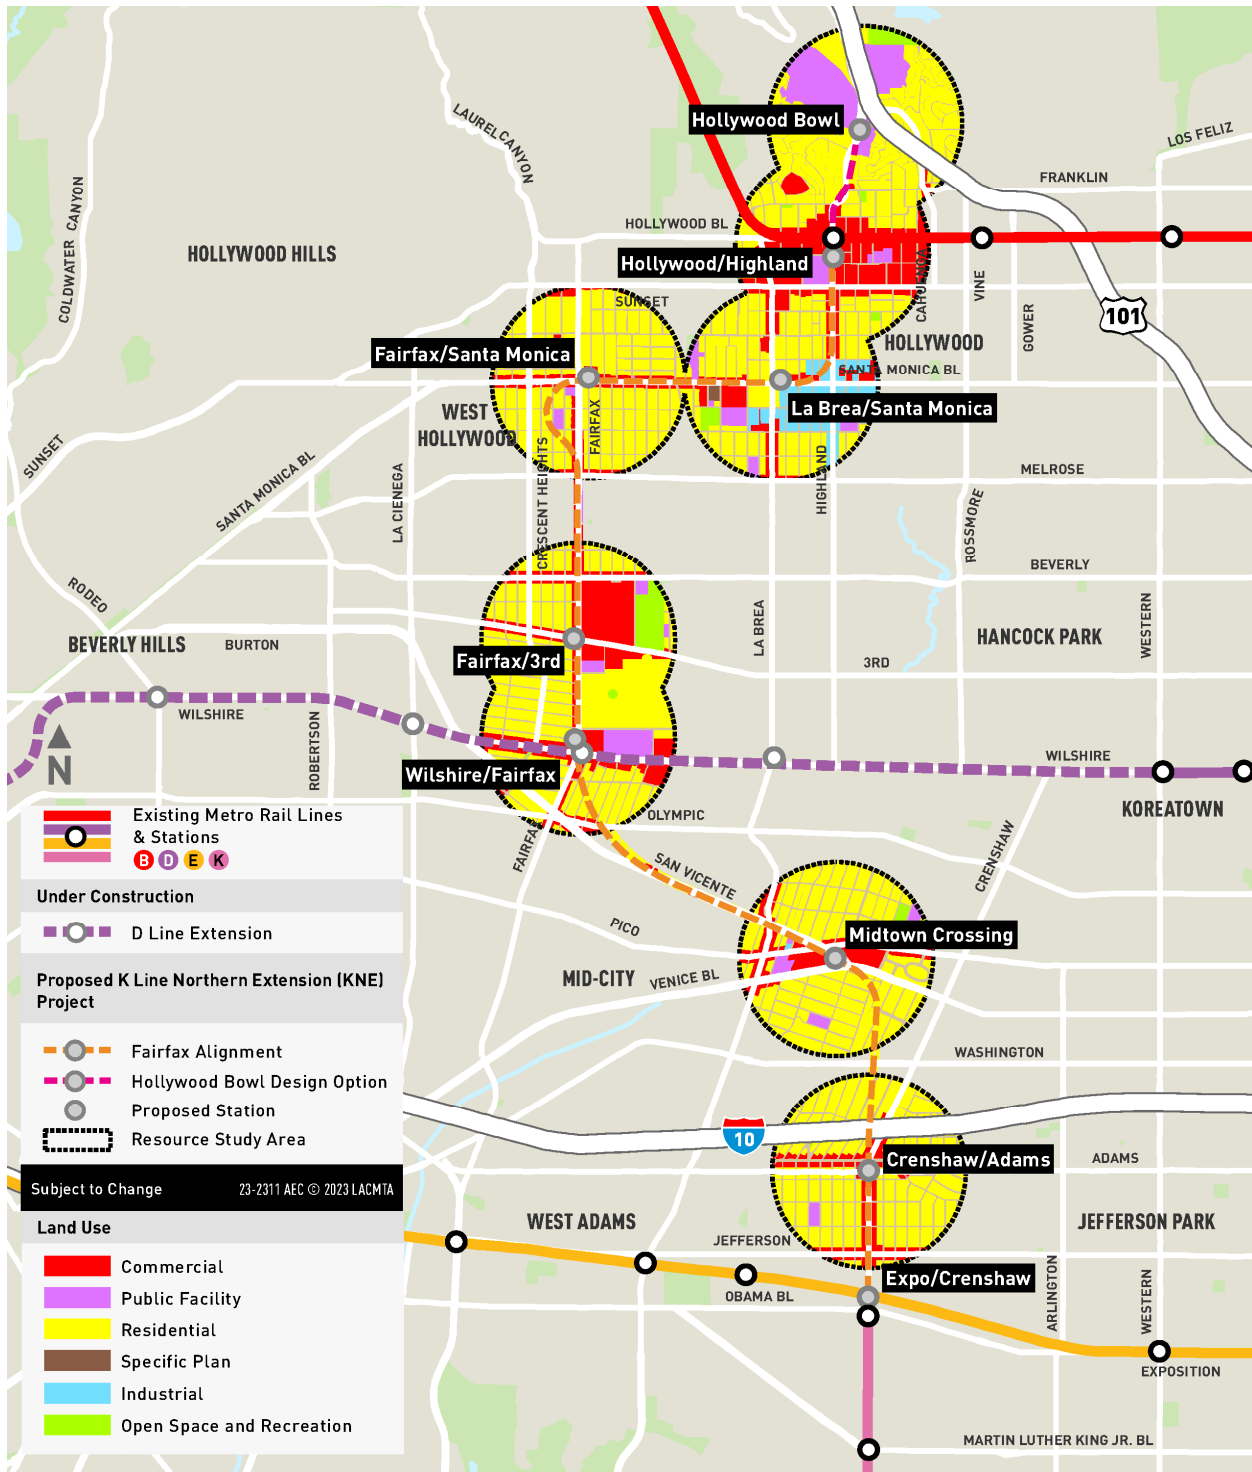 Hollywood Bowl
LOS FELIZ
LAUREL CANYON
FRANKLIN
COLDWATER CANYON
HOLLYWOOD BL
HOLLYWOOD HILLS
Hollywood/Highland
CAHUENGA
VINE
GOWER
SUNSET
101
HOLLYWOOD
Fairfax/Santa Monica
SANTA MONICA BL
La Brea/Santa Monica
WEST
HOLLYWOOD
FAIRFAX
SUNSET
SANTA MONICA BL
LA CIENEGA
CRESCENT HEIGHTS
HIGHLAND
MELROSE
ROSSMORE
BEVERLY
RODEO
LA BREA
WESTERN
BEVERLY HILLS
BURTON
HANCOCK PARK
Fairfax/3rd
3RD
WILSHIRE
ROBERTSON
N
WILSHIRE
Wilshire/Fairfax
KOREATOWN
OLYMPIC
FAIRFAX
SAN VICENTE
CRENSHAW
PICO
Midtown Crossing
MID-CITY
VENICE BL
WASHINGTON
10
Crenshaw/Adams
ADAMS
WEST ADAMS
JEFFERSON PARK
JEFFERSON
Expo/Crenshaw
OBAMA BL
ARLINGTON
WESTERN
EXPOSITION
MARTIN LUTHER KING JR. BL
Existing Metro Rail Lines
& Stations
B D E K
Under Construction
D Line Extension
Proposed K Line Northern Extension (KNE)
Project
Fairfax Alignment
Hollywood Bowl Design Option
Proposed Station
Resource Study Area
Subject to Change 23-2311 AEC © 2023 LACMTA
Land Use
Commercial
Public Facility
Residential
Specific Plan
Industrial
Open Space and Recreation